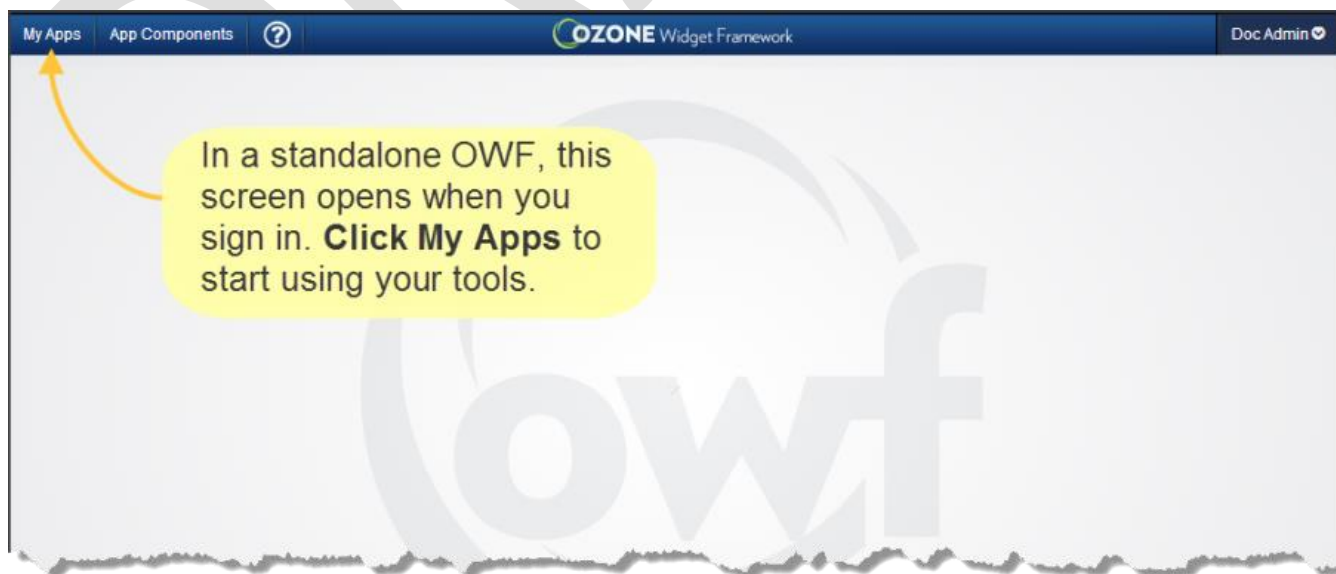 My Apps App Components ? OZONE Widget Framework Doc Admin
In a standalone OWF, this
screen opens when you
sign in. Click My Apps to
start using your tools.
owf